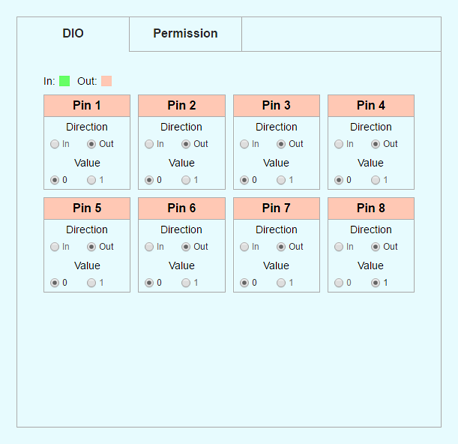 DIO Permission
In: Out:
Pin 1 Pin 2 Pin 3 Pin 4
Direction Direction Direction Direction
In Out In Out In Out In Out
Value Value Value Value
0 1 0 1 0 1 0 1
Pin 5 Pin 6 Pin 7 Pin 8
Direction Direction Direction Direction
In Out In Out In Out In Out
Value Value Value Value
0 1 0 1 0 1 0 1